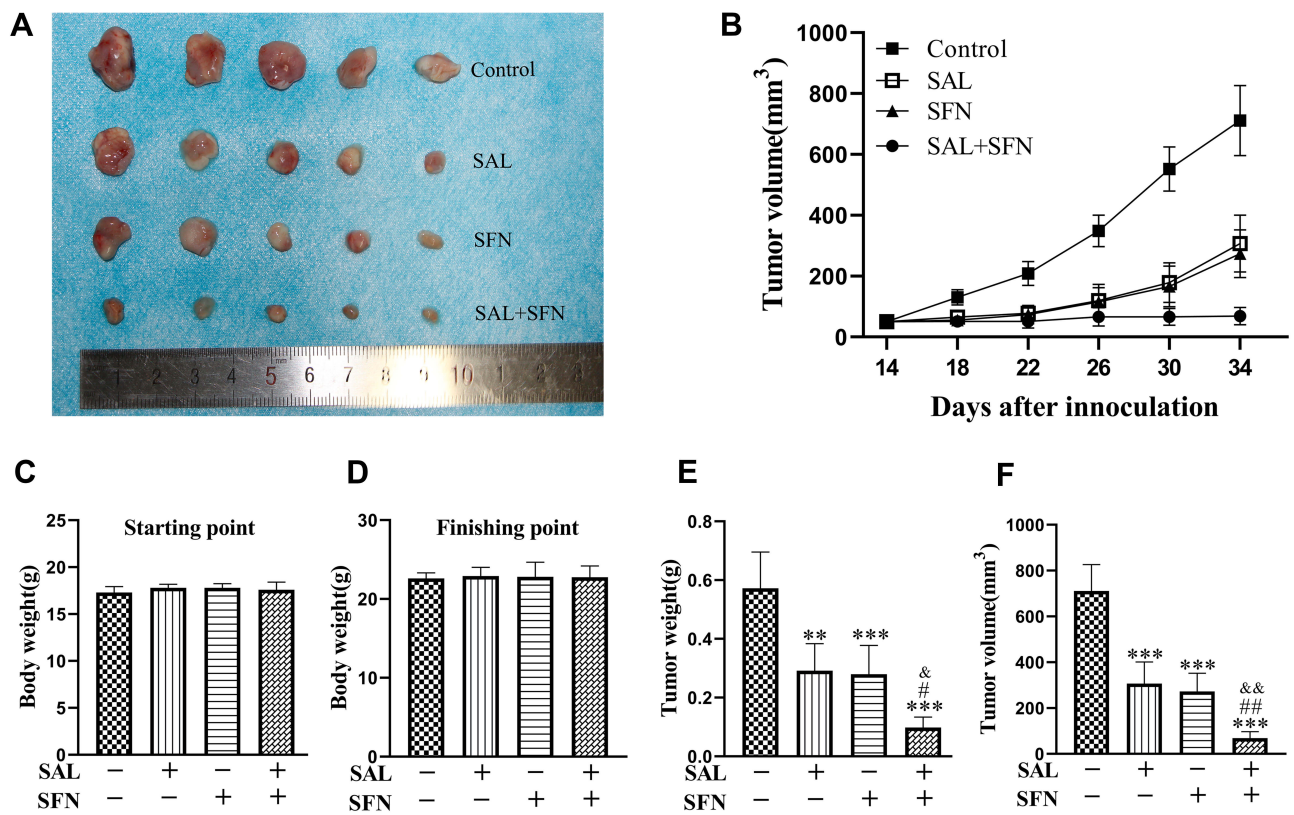 A
Control
SAL
SFN
SAL+SFN
mm
1 2 3 4 5 6 7 8 9 10 1
B
Tumor volume(mm3)
1000
800
600
400
200
0
Control
SAL
SFN
SAL+SFN
14 18 22 26 30 34
Days after innoculation
C
Starting point
Body weight(g)
25
20
15
10
5
0
SAL − + − +
SFN − − + +
D
Finishing point
Body weight(g)
30
20
10
0
− + − +
− − + +
E
Tumor weight(g)
0.8
0.6
0.4
0.2
0.0
**
***
&
#
***
SAL − + − +
SFN − − + +
F
Tumor volume(mm3)
1000
800
600
400
200
0
***
***
&&
##
***
SAL − + − +
SFN − − + +